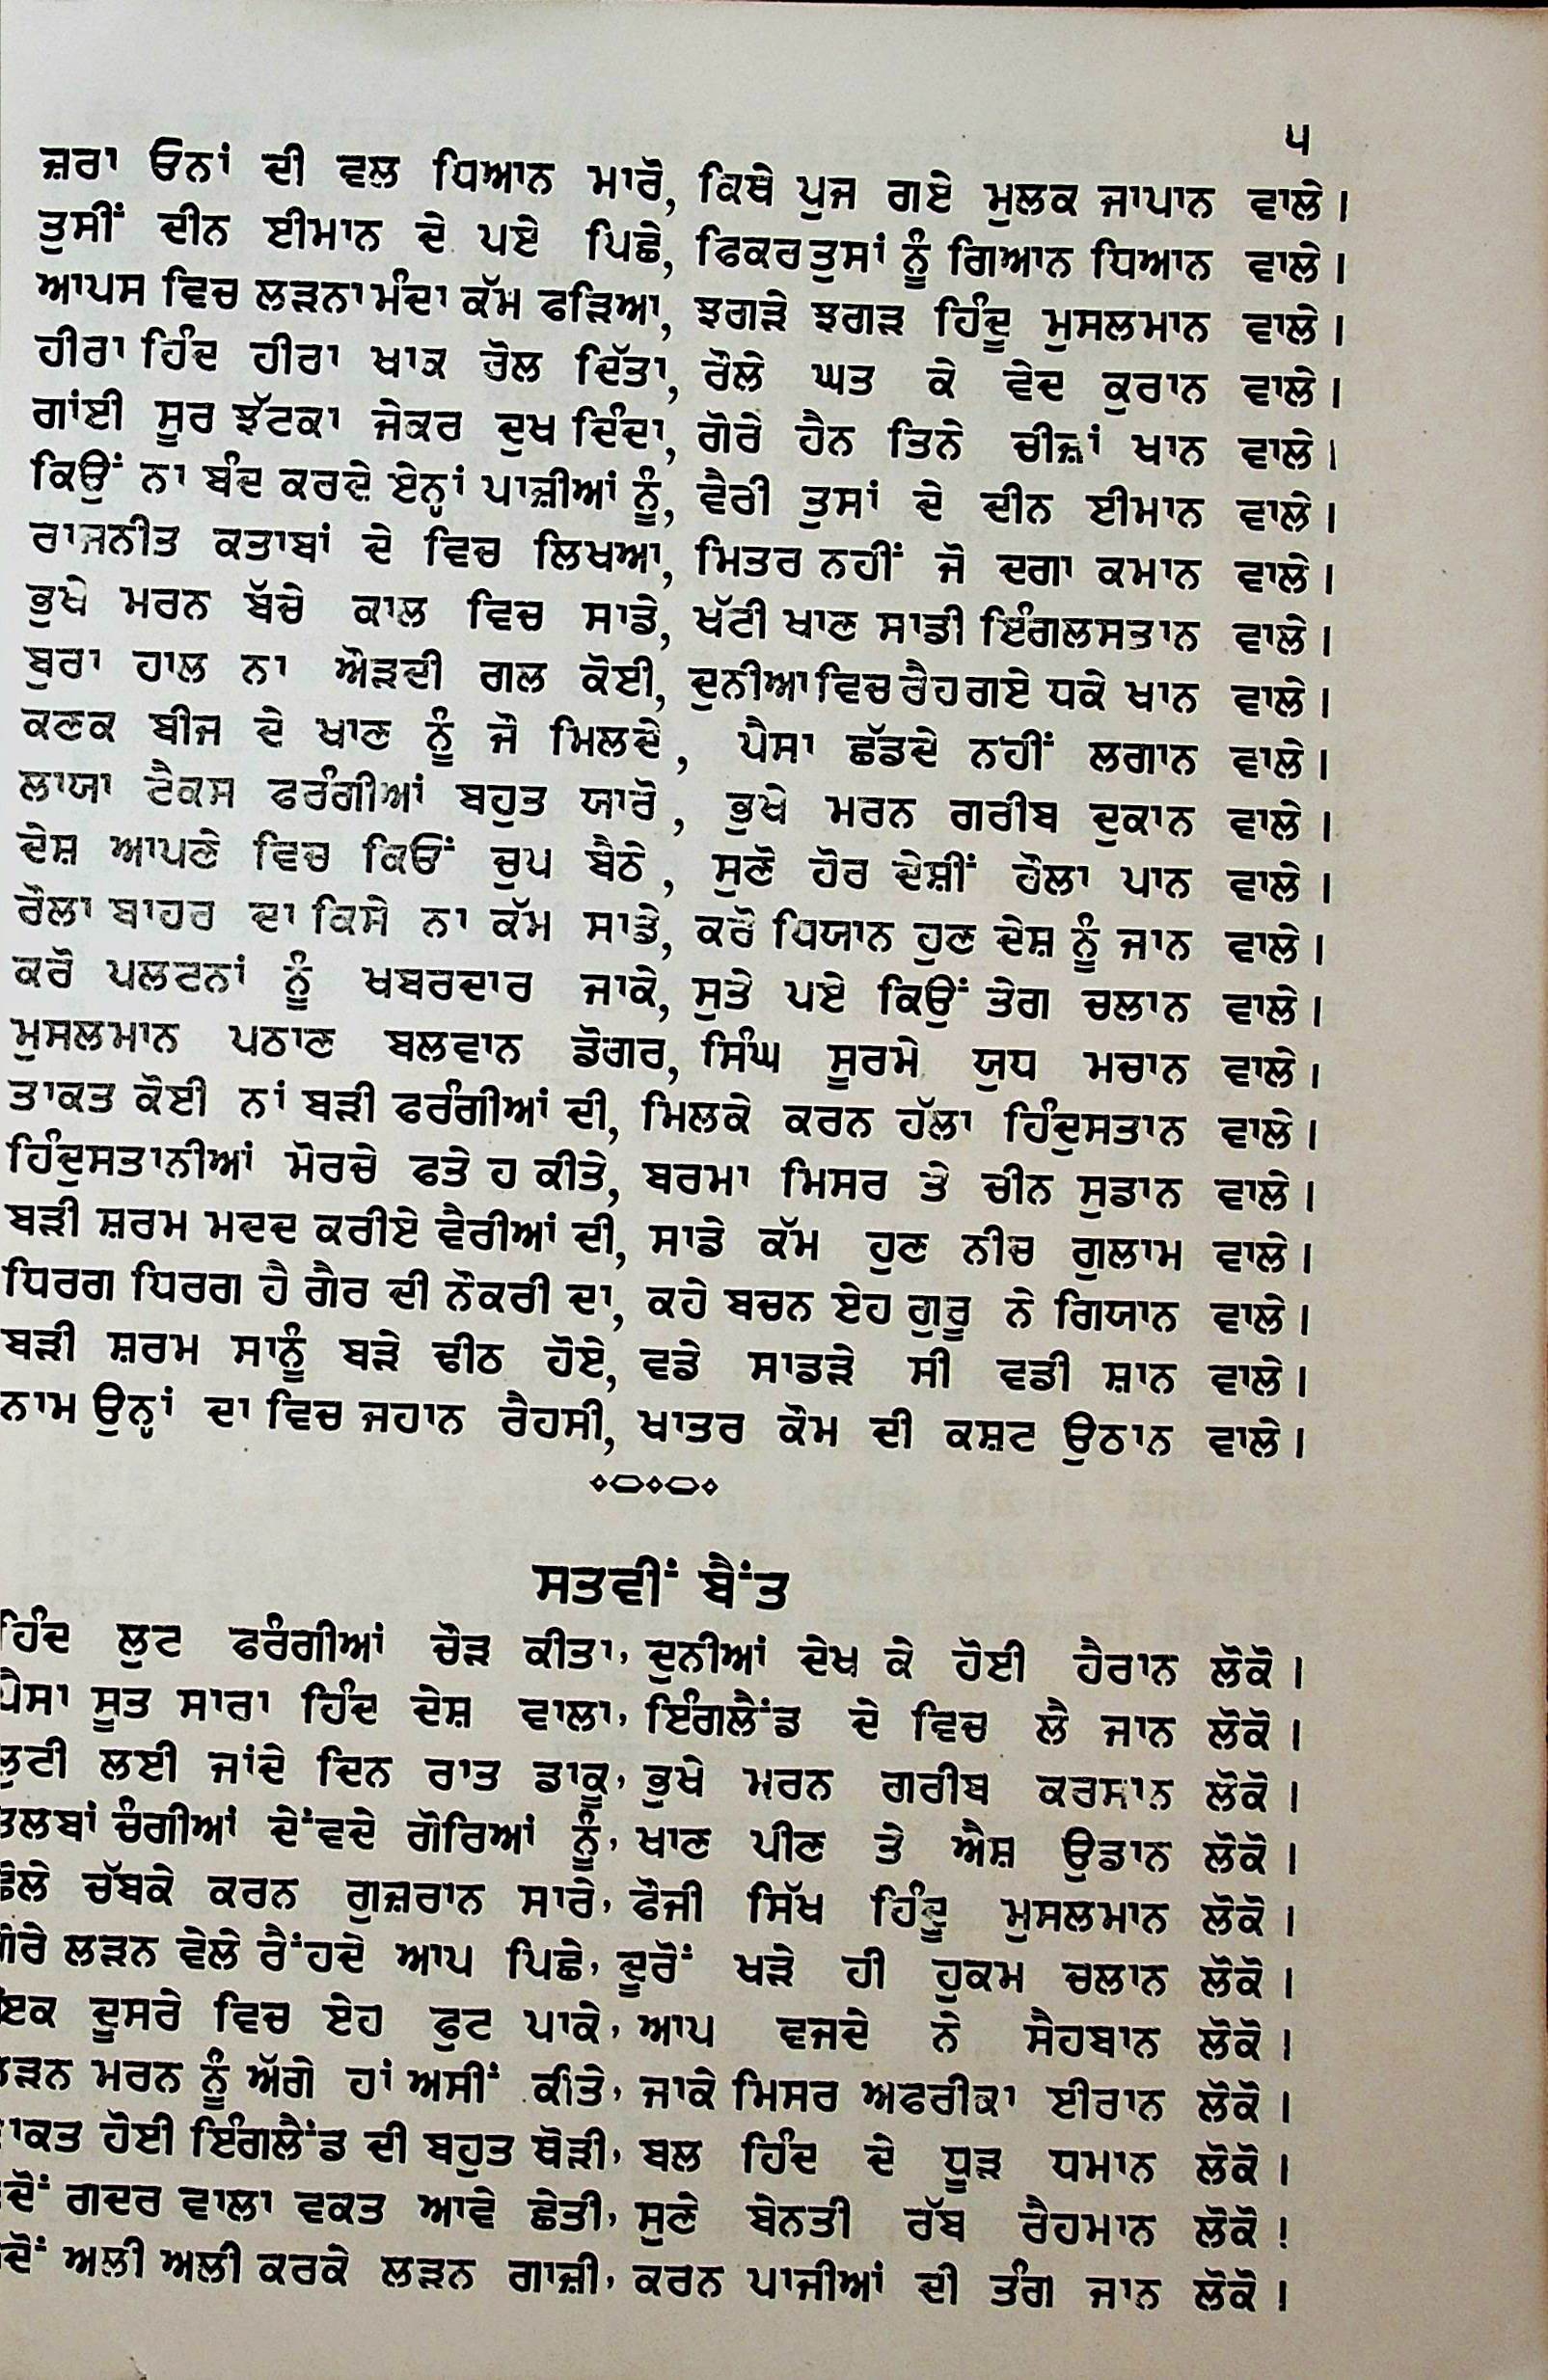 ੫
ਜ਼ਰਾ ਓਨਾਂ ਦੀ ਵਲ ਧਿਆਨ ਮਾਰੋ, ਕਿਥੇ ਪੁਜ ਗਏ ਮੁਲਕ ਜਾਪਾਨ ਵਾਲੇ।
ਤੁਸੀਂ ਦੀਨ ਈਮਾਨ ਦੇ ਪਏ ਪਿਛੇ, ਫਿਕਰ ਤੁਸਾਂ ਨੂੰ ਗਿਆਨ ਧਿਆਨ ਵਾਲੇ।
ਆਪਸ ਵਿਚ ਲੜਨਾ ਮੰਦਾ ਕੱਮ ਫੜਿਆ, ਝਗੜੇ ਝਗੜ ਹਿੰਦੂ ਮੁਸਲਮਾਨ ਵਾਲੇ।
ਹੀਰਾ ਹਿੰਦ ਹੀਰਾ ਖਾਕ ਰੋਲ ਦਿੱਤਾ, ਰੌਲੇ ਘਤ ਕੇ ਵੇਦ ਕੁਰਾਨ ਵਾਲੇ।
ਗਾਂਈ ਸੂਰ ਝੱਟਕਾ ਜੇਕਰ ਦੁਖ ਦਿੰਦਾ, ਗੋਰੇ ਹੈਨ ਤਿਨੇ ਚੀਜ਼ਾਂ ਖਾਨ ਵਾਲੇ।
ਕਿਉਂ ਨਾ ਬੰਦ ਕਰਦੇ ਏਨ੍ਹਾਂ ਪਾਜ਼ੀਆਂ ਨੂੰ, ਵੈਰੀ ਤੁਸਾਂ ਦੇ ਦੀਨ ਈਮਾਨ ਵਾਲੇ।
ਰਾਜਨੀਤ ਕਤਾਬਾਂ ਦੇ ਵਿਚ ਲਿਖਆ, ਮਿਤਰ ਨਹੀਂ ਜੋ ਦਗਾ ਕਮਾਨ ਵਾਲੇ।
ਭੁਖੇ ਮਰਨ ਬੱਚੇ ਕਾਲ ਵਿਚ ਸਾਡੇ, ਖੱਟੀ ਖਾਣ ਸਾਡੀ ਇੰਗਲਸਤਾਨ ਵਾਲੇ।
ਬੁਰਾ ਹਾਲ ਨਾ ਔੜਦੀ ਗਲ ਕੋਈ, ਦੁਨੀਆ ਵਿਚ ਰੈਹ ਗਏ ਧਕੇ ਖਾਨ ਵਾਲੇ।
ਕਣਕ ਬੀਜ ਦੇ ਖਾਣ ਨੂੰ ਜੌ ਮਿਲਦੇ, ਪੈਸਾ ਛੱਡਦੇ ਨਹੀਂ ਲਗਾਨ ਵਾਲੇ।
ਲਾਯਾ ਟੈਕਸ ਫਰੰਗੀਆਂ ਬਹੁਤ ਯਾਰੋ, ਭੁਖੇ ਮਰਨ ਗਰੀਬ ਦੁਕਾਨ ਵਾਲੇ।
ਦੇਸ਼ ਆਪਣੇ ਵਿਚ ਕਿਓਂ ਚੁਪ ਬੈਠੇ, ਸੁਣੋ ਹੋਰ ਦੇਸ਼ੀਂ ਹੌਲਾ ਪਾਨ ਵਾਲੇ।
ਰੌਲਾ ਬਾਹਰ ਦਾ ਕਿਸੇ ਨਾ ਕੱਮ ਸਾਡੇ, ਕਰੋ ਧਿਯਾਨ ਹੁਣ ਦੇਸ਼ ਨੂੰ ਜਾਨ ਵਾਲੇ।
ਕਰੋ ਪਲਟਨਾਂ ਨੂੰ ਖਬਰਦਾਰ ਜਾਕੇ, ਸੁਤੇ ਪਏ ਕਿਉਂ ਤੇਗ ਚਲਾਨ ਵਾਲੇ।
ਮੁਸਲਮਾਨ ਪਠਾਣ ਬਲਵਾਨ ਡੋਗਰ, ਸਿੰਘ ਸੂਰਮੇ ਯੁਧ ਮਚਾਨ ਵਾਲੇ।
ਤਾਕਤ ਕੋਈ ਨਾਂ ਬੜੀ ਫਰੰਗੀਆਂ ਦੀ, ਮਿਲਕੇ ਕਰਨ ਹੱਲਾ ਹਿੰਦੁਸਤਾਨ ਵਾਲੇ।
ਹਿੰਦੁਸਤਾਨੀਆਂ ਮੋਰਚੇ ਫਤੇ ਹ ਕੀਤੇ, ਬਰਮਾ ਮਿਸਰ ਤੇ ਚੀਨ ਸੁਡਾਨ ਵਾਲੇ।
ਬੜੀ ਸ਼ਰਮ ਮਦਦ ਕਰੀਏ ਵੈਰੀਆਂ ਦੀ, ਸਾਡੇ ਕੱਮ ਹੁਣ ਨੀਚ ਗੁਲਾਮ ਵਾਲੇ।
ਧਿਰਗ ਧਿਰਗ ਹੈ ਗੈਰ ਦੀ ਨੌਕਰੀ ਦਾ, ਕਹੇ ਬਚਨ ਏਹ ਗੁਰੂ ਨੇ ਗਿਯਾਨ ਵਾਲੇ।
ਬੜੀ ਸ਼ਰਮ ਸਾਨੂੰ ਬੜੇ ਢੀਠ ਹੋਏ, ਵਡੇ ਸਾਡੜੇ ਸੀ ਵਡੀ ਸ਼ਾਨ ਵਾਲੇ।
ਨਾਮ ਉਨ੍ਹਾਂ ਦਾ ਵਿਚ ਜਹਾਨ ਰੈਹਸੀ, ਖਾਤਰ ਕੌਮ ਦੀ ਕਸ਼ਟ ਉਠਾਨ ਵਾਲੇ।
ਸਤਵੀਂ ਬੈਂਤ
ਹਿੰਦ ਲੁਟ ਫਰੰਗੀਆਂ ਚੌੜ ਕੀਤਾ, ਦੁਨੀਆਂ ਦੇਖ ਕੇ ਹੋਈ ਹੈਰਾਨ ਲੋਕੋ।
ਪੈਸਾ ਸੂਤ ਸਾਰਾ ਹਿੰਦ ਦੇਸ਼ ਵਾਲਾ, ਇੰਗਲੈਂਡ ਦੇ ਵਿਚ ਲੈ ਜਾਨ ਲੋਕੋ।
ਲੁਟੀ ਲਈ ਜਾਂਦੇ ਦਿਨ ਰਾਤ ਡਾਕੂ, ਭੁਖੇ ਮਰਨ ਗਰੀਬ ਕਰਸਾਨ ਲੋਕੋ।
ਤਲਬਾਂ ਚੰਗੀਆਂ ਦੇਂਵਦੇ ਗੋਰਿਆਂ ਨੂੰ, ਖਾਣ ਪੀਣ ਤੇ ਐਸ਼ ਉਡਾਨ ਲੋਕੋ।
ਛੋਲੇ ਚੱਬਕੇ ਕਰਨ ਗੁਜ਼ਰਾਨ ਸਾਰੇ, ਫੌਜੀ ਸਿੱਖ ਹਿੰਦੂ ਮੁਸਲਮਾਨ ਲੋਕੋ।
ਗੋਰੇ ਲੜਨ ਵੇਲੇ ਰੈਂਹਦੇ ਆਪ ਪਿਛੇ, ਦੂਰੋਂ ਖੜੇ ਹੀ ਹੁਕਮ ਚਲਾਨ ਲੋਕੋ।
ਇਕ ਦੂਸਰੇ ਵਿਚ ਏਹ ਫੁਟ ਪਾਕੇ, ਆਪ ਵਜਦੇ ਨੇ ਸੈਹਬਾਨ ਲੋਕੋ।
ਲੜਨ ਮਰਨ ਨੂੰ ਅੱਗੇ ਹਾਂ ਅਸੀਂ ਕੀਤੇ, ਜਾਕੇ ਮਿਸਰ ਅਫਰੀਕਾ ਈਰਾਨ ਲੋਕੋ।
ਤਾਕਤ ਹੋਈ ਇੰਗਲੈਂਡ ਦੀ ਬਹੁਤ ਥੋੜੀ, ਬਲ ਹਿੰਦ ਦੇ ਧੂੜ ਧਮਾਨ ਲੋਕੋ।
ਦੋਂ ਗਦਰ ਵਾਲਾ ਵਕਤ ਆਵੇ ਛੇਤੀ, ਸੁਣੇ ਬੇਨਤੀ ਰੱਬ ਰੈਹਮਾਨ ਲੋਕੋ!
ਦੋਂ ਅਲੀ ਅਲੀ ਕਰਕੇ ਲੜਨ ਗਾਜ਼ੀ, ਕਰਨ ਪਾਜੀਆਂ ਦੀ ਤੰਗ ਜਾਨ ਲੋਕੋ।